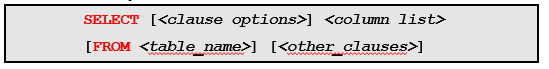 SELECT [<clause options>] <column list>
[FROM <table_name>] [<other_clauses>]